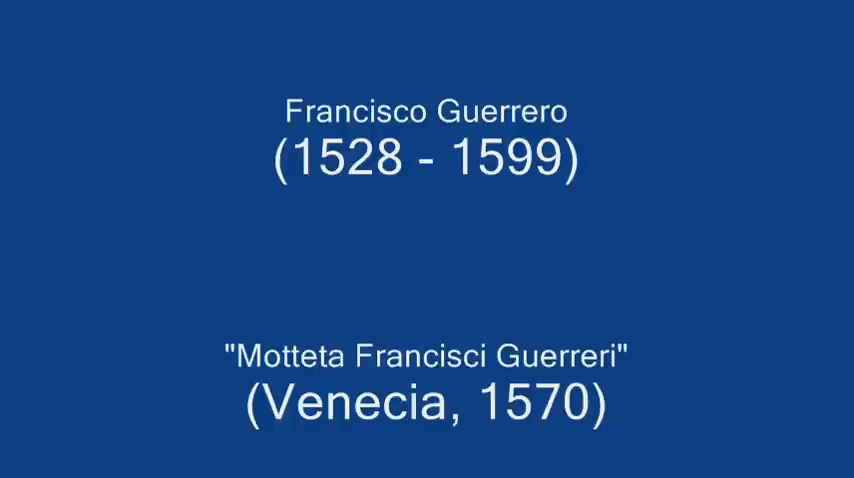 Francisco Guerrero
(1528 - 1599)
"Motteta Francisci Guerreri"
(Venecia, 1570)